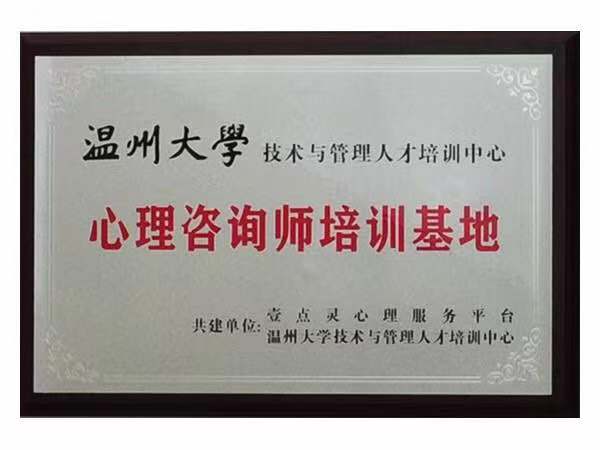 温州大學 技术与管理人才培训中心
心理咨询师培训基地
共建单位: 壹点灵心理服务平台
温州大学技术与管理人才培训中心